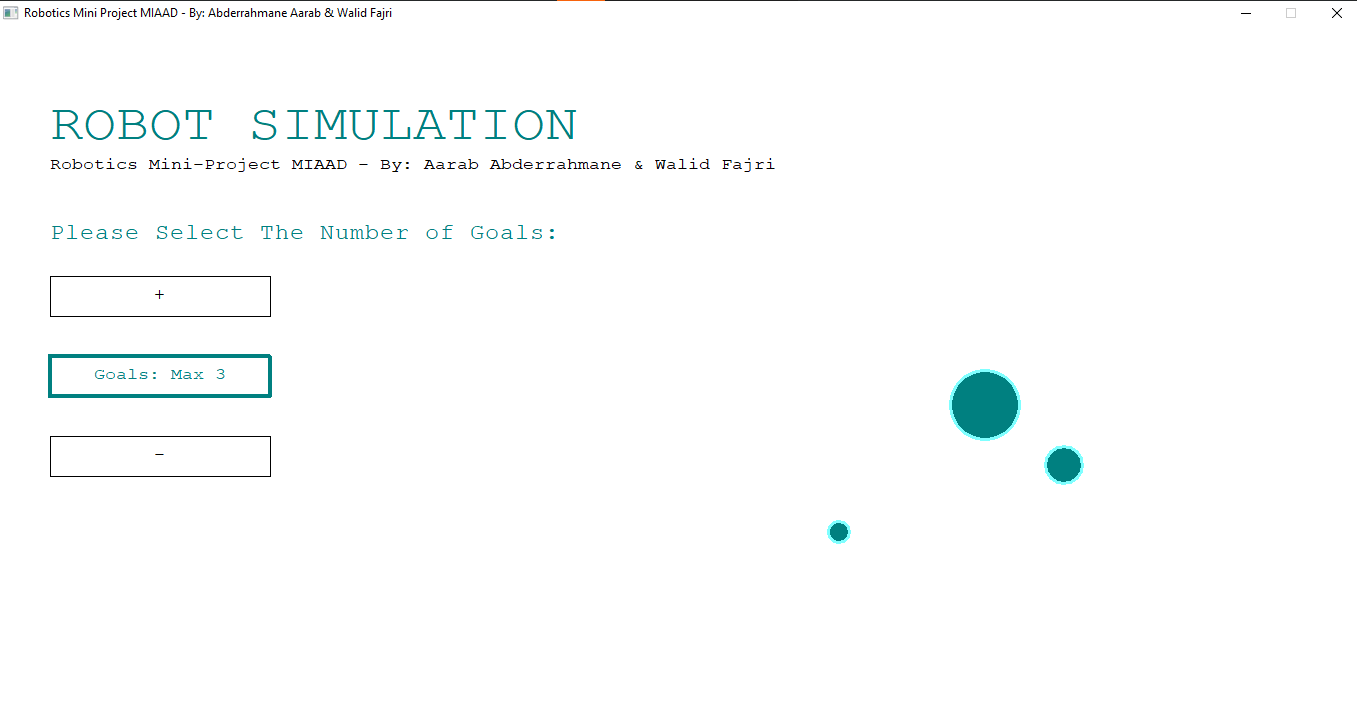 Robotics Mini Project MIAAD - By: Abderrahmane Aarab & Walid Fajri
ROBOT SIMULATION
Robotics Mini-Project MIAAD - By: Aarab Abderrahmane & Walid Fajri
Please Select The Number of Goals:
+
Goals: Max 3
-